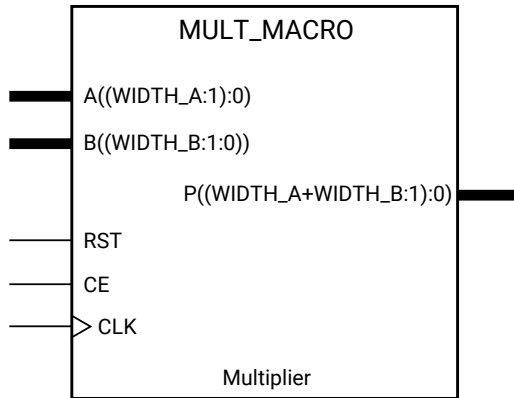 MULT_MACRO
A((WIDTH_A:1):0)
B((WIDTH_B:1:0))
P((WIDTH_A+WIDTH_B:1):0)
RST
CE
CLK
Multiplier